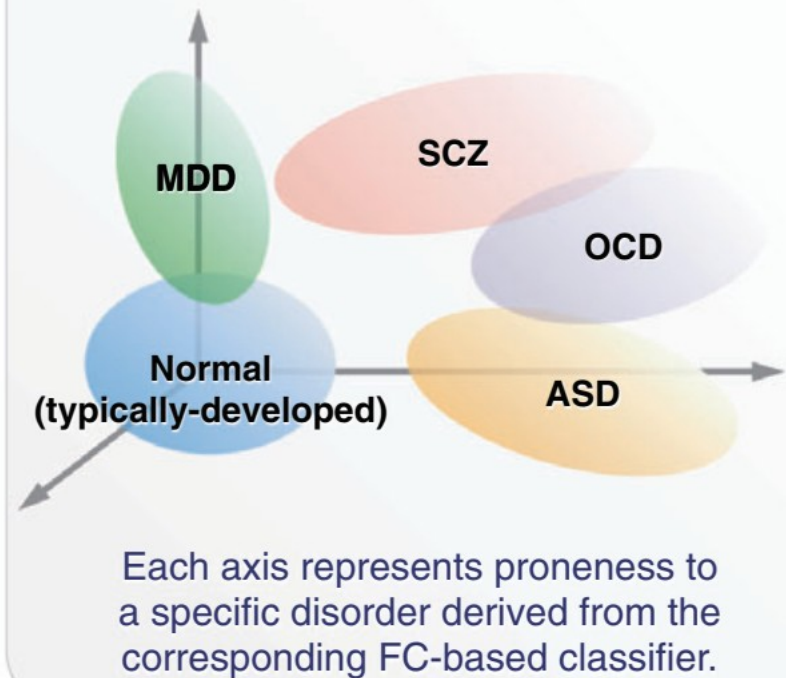 MDD
SCZ
OCD
Normal
(typically-developed)
ASD
Each axis represents proneness to
a specific disorder derived from the
corresponding FC-based classifier.